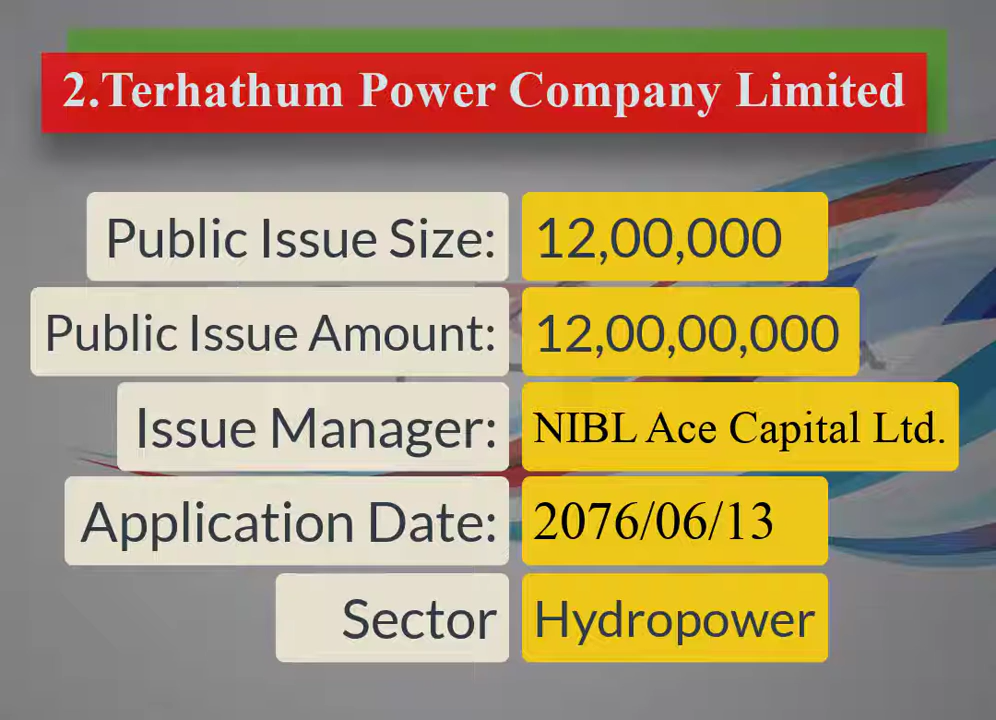 2.Terhathum Power Company Limited
Public Issue Size: 12,00,000
Public Issue Amount: 12,00,00,000
Issue Manager: NIBL Ace Capital Ltd.
Application Date: 2076/06/13
Sector Hydropower